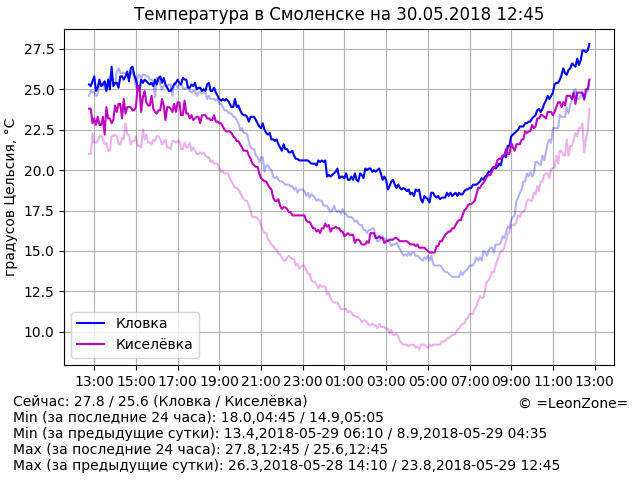 Температура в Смоленске на 30.05.2018 12:45
градусов Цельсия, °C
27.5
25.0
22.5
20.0
17.5
15.0
12.5
10.0
Кловка
Киселёвка
13:00 15:00 17:00 19:00 21:00 23:00 01:00 03:00 05:00 07:00 09:00 11:00 13:00
Сейчас: 27.8 / 25.6 (Кловка / Киселёвка)
© =LeonZone=
Min (за последние 24 часа): 18.0,04:45 / 14.9,05:05
Min (за предыдущие сутки): 13.4,2018-05-29 06:10 / 8.9,2018-05-29 04:35
Max (за последние 24 часа): 27.8,12:45 / 25.6,12:45
Max (за предыдущие сутки): 26.3,2018-05-28 14:10 / 23.8,2018-05-29 12:45